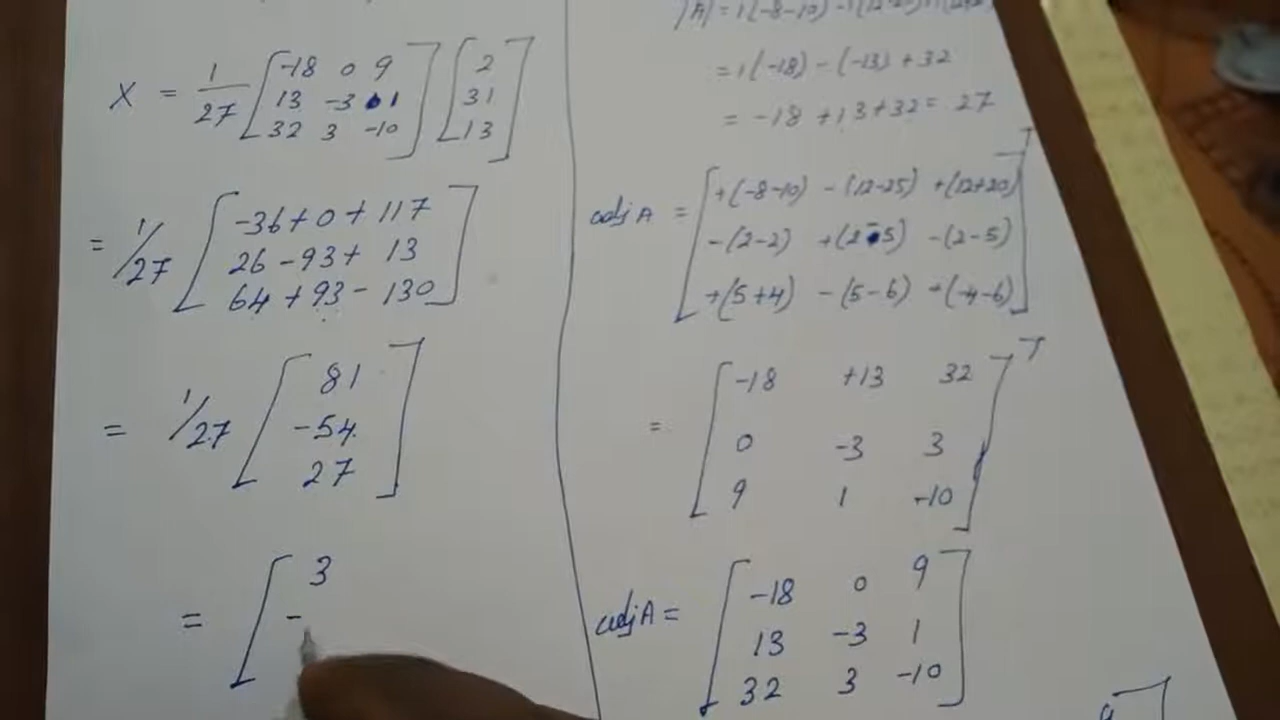 X = 1/27 [-18 0 9] [2]
[13 -3 1] [31]
[32 3 -10] [13]
= 1/27 [-36+0+117]
[26-93+ 13]
[64+93-130]
= 1/27 [81]
[-54]
[27]
= [3
-
= 1(-18)-(-13)+32
= -18+13+32= 27
adj A = [+(-8-10) -(12-25) +(12+20)]T
[-(2-2) +(2-5) -(2-5)]
[+(5+4) -(5-6) +(-4-6)]
= [-18 +13 32]T
[0 -3 3]
[9 1 -10]
adj A = [-18 0 9]
[13 -3 1]
[32 3 -10]